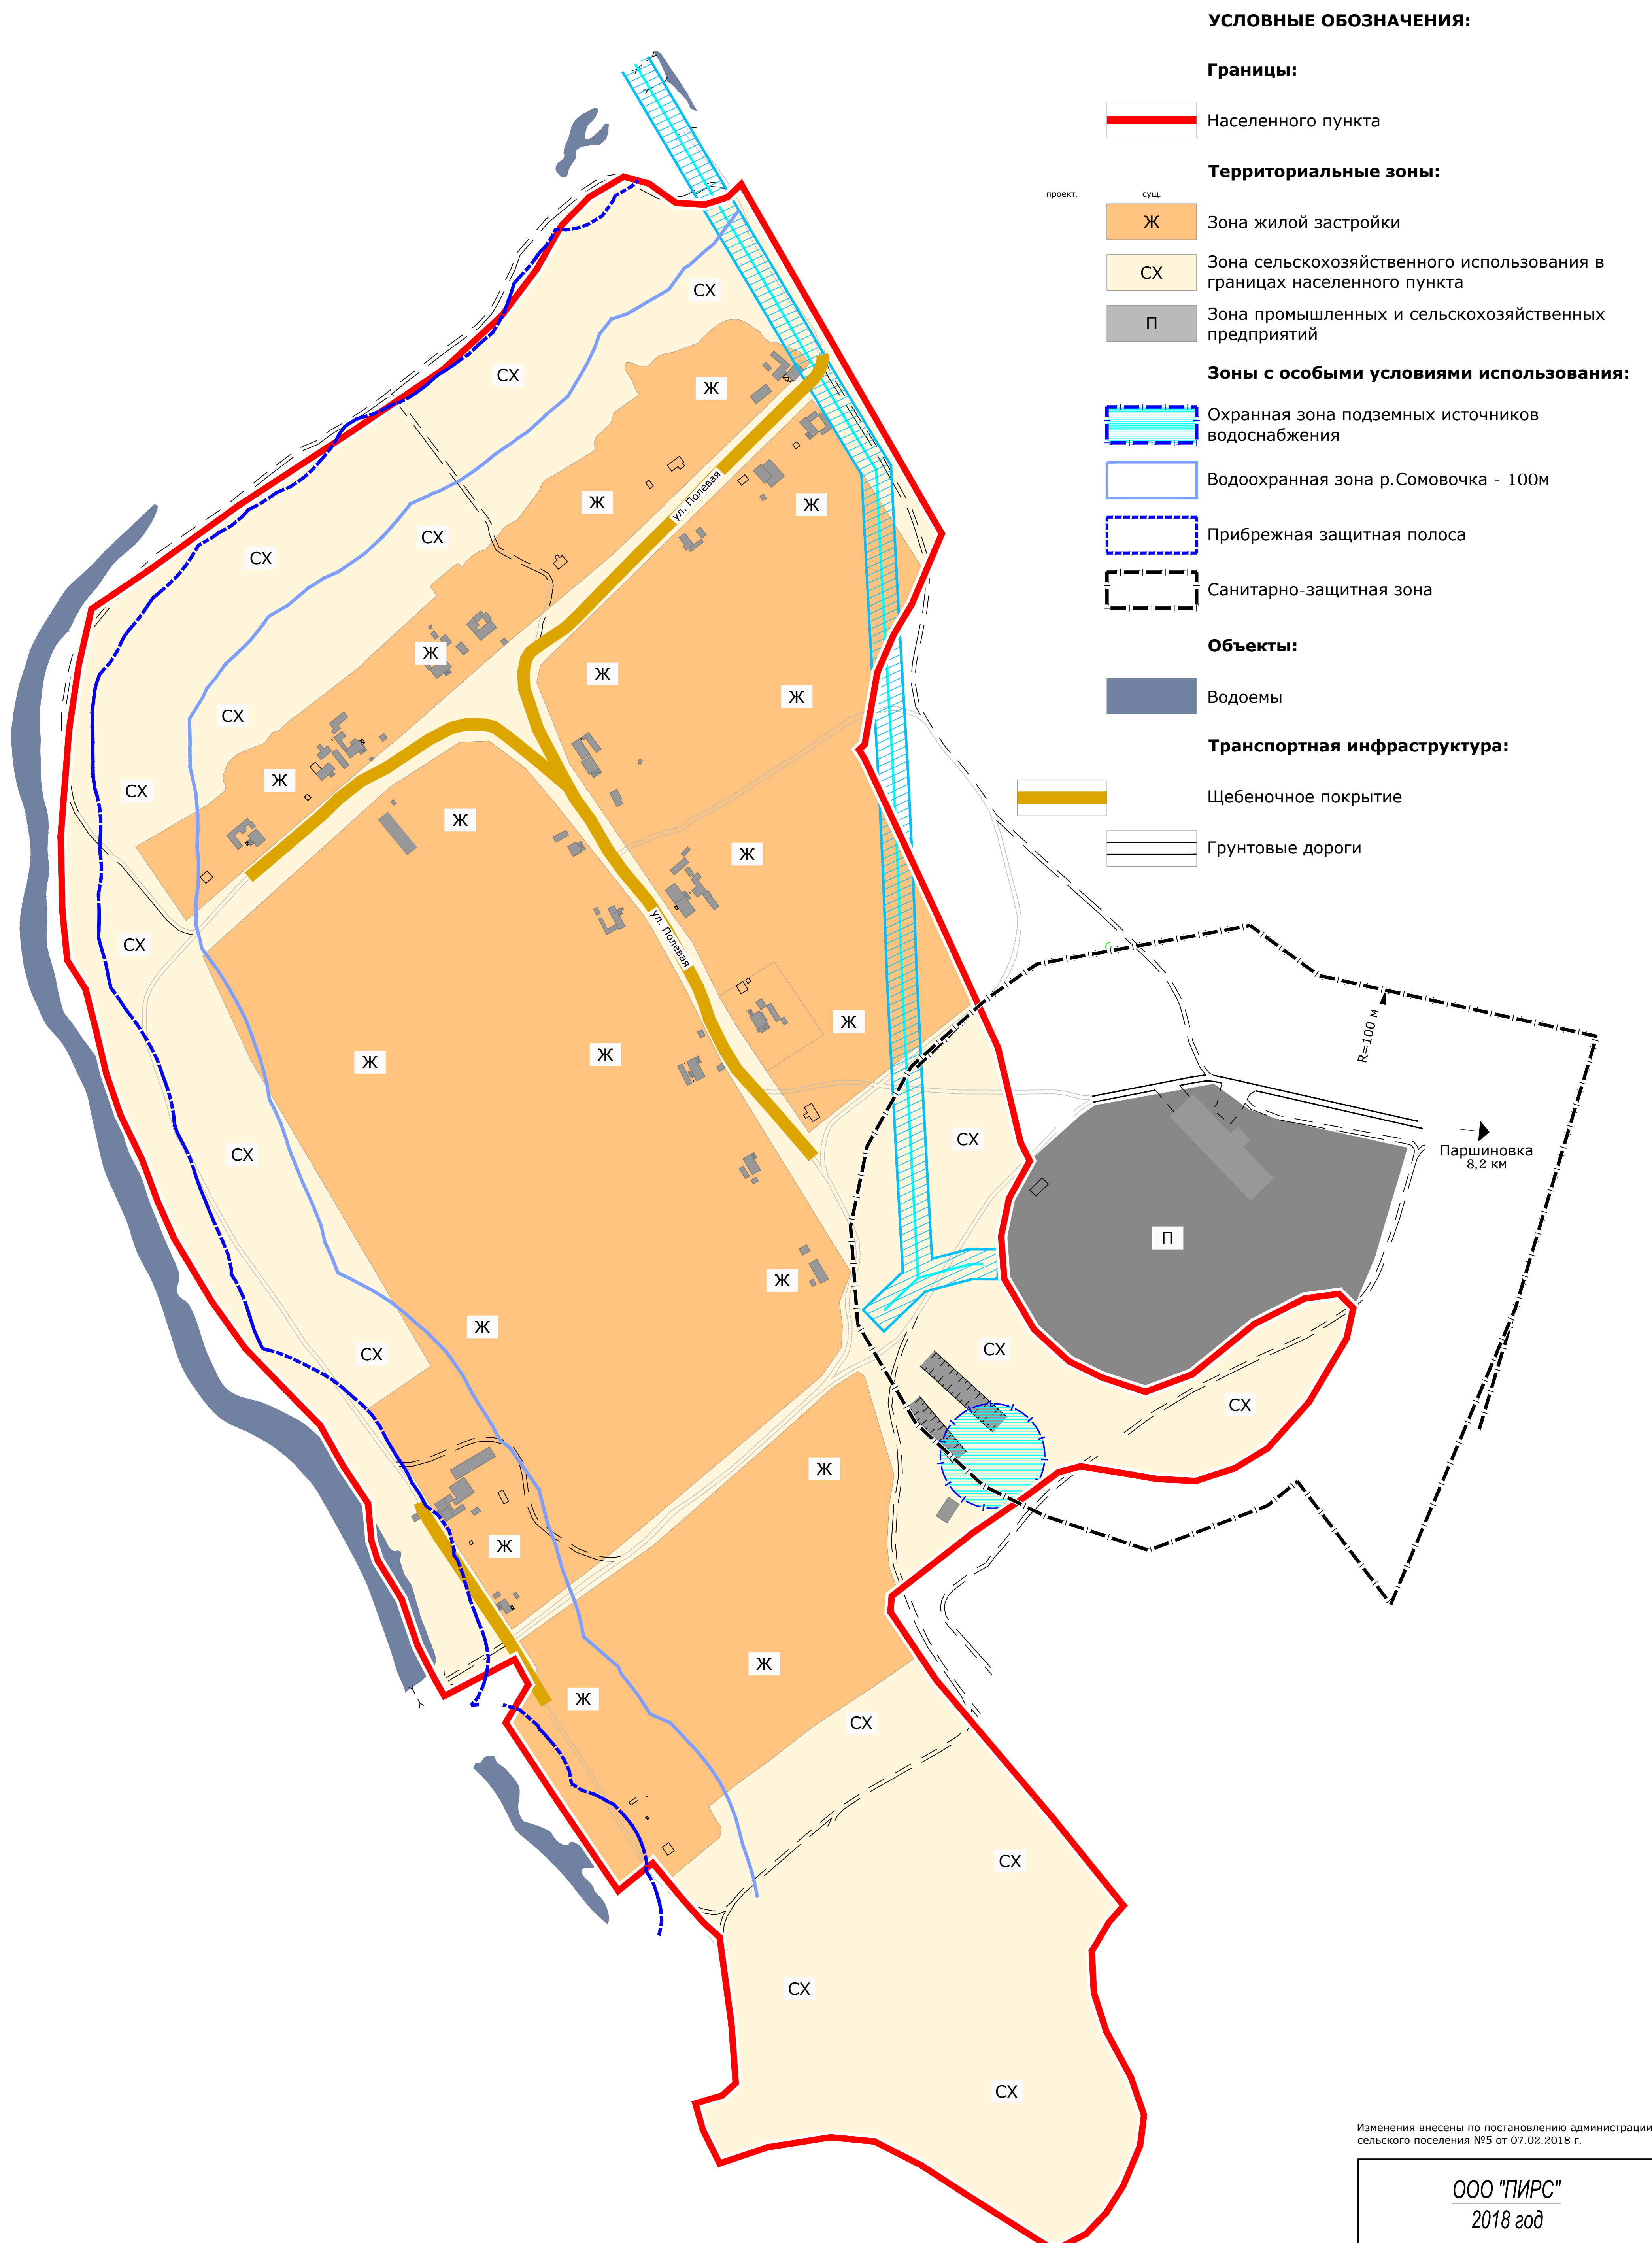 УСЛОВНЫЕ ОБОЗНАЧЕНИЯ:
Границы:
Населенного пункта
Территориальные зоны:
проект.
сущ.
Ж
Зона жилой застройки
СХ
Зона сельскохозяйственного использования в
границах населенного пункта
П
Зона промышленных и сельскохозяйственных
предприятий
Зоны с особыми условиями использования:
Охранная зона подземных источников
водоснабжения
Водоохранная зона р.Сомовочка - 100м
Прибрежная защитная полоса
Санитарно-защитная зона
Объекты:
Водоемы
Транспортная инфраструктура:
Щебеночное покрытие
Грунтовые дороги
СХ
СХ
Ж
Ж
ул. Полевая
Ж
СХ
СХ
Ж
Ж
Ж
СХ
Ж
СХ
Ж
Ж
ул. Полевая
СХ
Ж
Ж
Ж
R=100 м
СХ
СХ
Паршиновка
8,2 км
П
Ж
Ж
СХ
СХ
СХ
Ж
Ж
Ж
Ж
СХ
СХ
СХ
СХ
Изменения внесены по постановлению администрации
сельского поселения №5 от 07.02.2018 г.
ООО "ПИРС"
2018 год